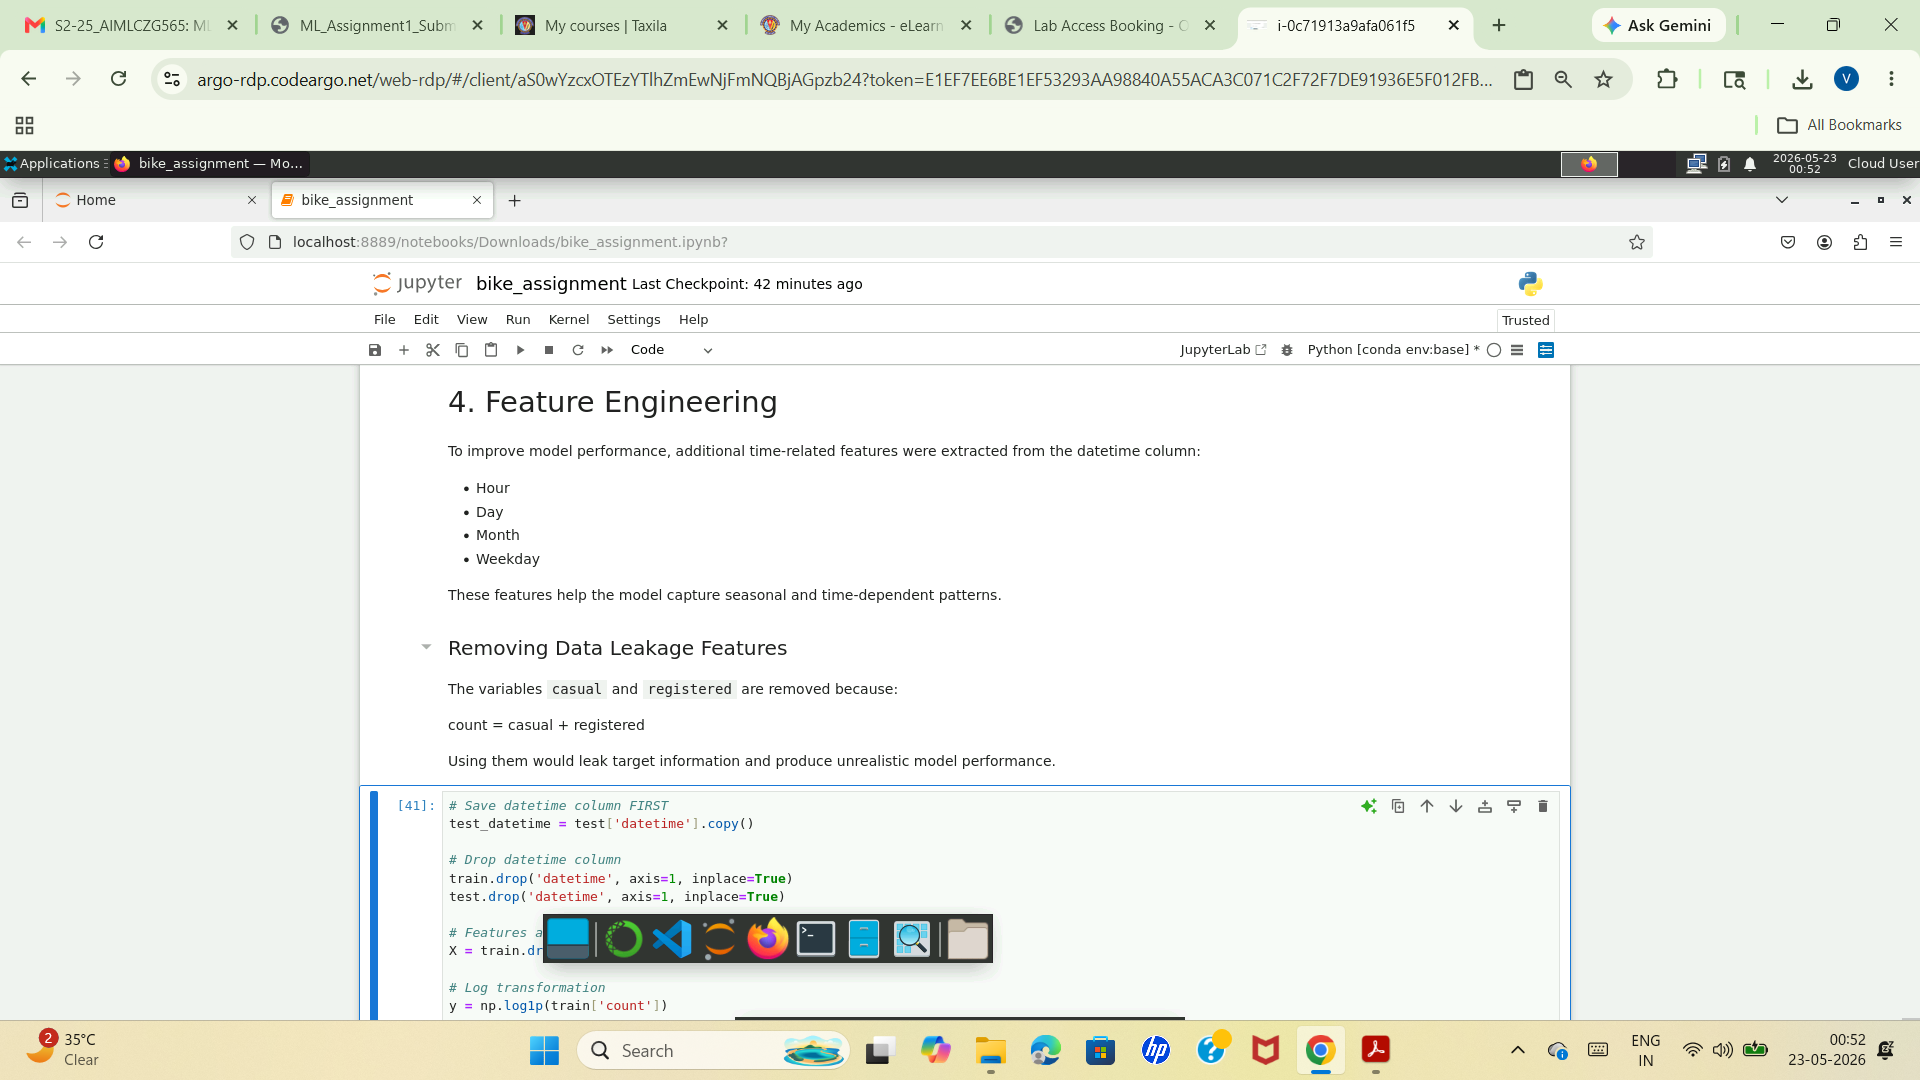 S2-25_AIMLCZG565: ML
ML_Assignment1_Subm
My courses | Taxila
My Academics - eLearn
Lab Access Booking - O
i-0c71913a9afa061f5
Ask Gemini
argo-rdp.codeargo.net/web-rdp/#/client/aS0wYzcxOTEzYTlhZmEwNjFmNQBjAGpzb24?token=E1EF7EE6BE1EF53293AA98840A55ACA3C071C2F72F7DE91936E5F012FB...
V
All Bookmarks
Applications
bike_assignment — Mo...
2026-05-23
00:52
Cloud User
Home
bike_assignment
localhost:8889/notebooks/Downloads/bike_assignment.ipynb?
jupyter bike_assignment Last Checkpoint: 42 minutes ago
File Edit View Run Kernel Settings Help
Trusted
Code
JupyterLab
Python [conda env:base] *
4. Feature Engineering
To improve model performance, additional time-related features were extracted from the datetime column:
• Hour
• Day
• Month
• Weekday
These features help the model capture seasonal and time-dependent patterns.
Removing Data Leakage Features
The variables casual and registered are removed because:
count = casual + registered
Using them would leak target information and produce unrealistic model performance.
[41]:
# Save datetime column FIRST
test_datetime = test['datetime'].copy()
# Drop datetime column
train.drop('datetime', axis=1, inplace=True)
test.drop('datetime', axis=1, inplace=True)
# Features a
X = train.dr
# Log transformation
y = np.log1p(train['count'])
2
35°C
Clear
Search
hp
ENG
IN
00:52
23-05-2026